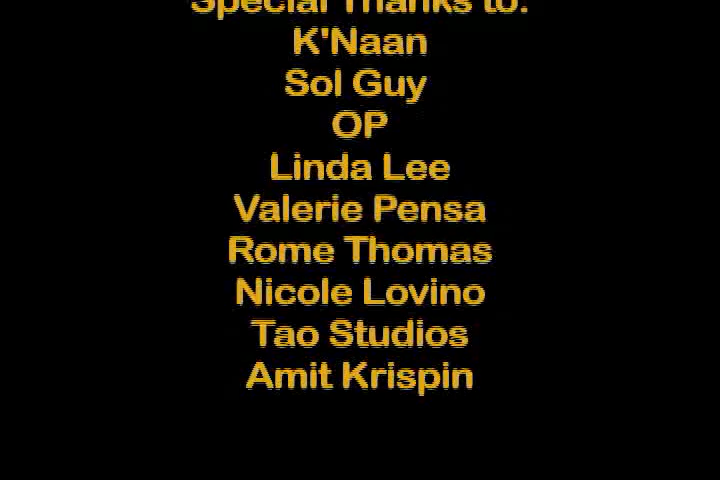 Special Thanks to:
K'Naan
Sol Guy
OP
Linda Lee
Valerie Pensa
Rome Thomas
Nicole Lovino
Tao Studios
Amit Krispin